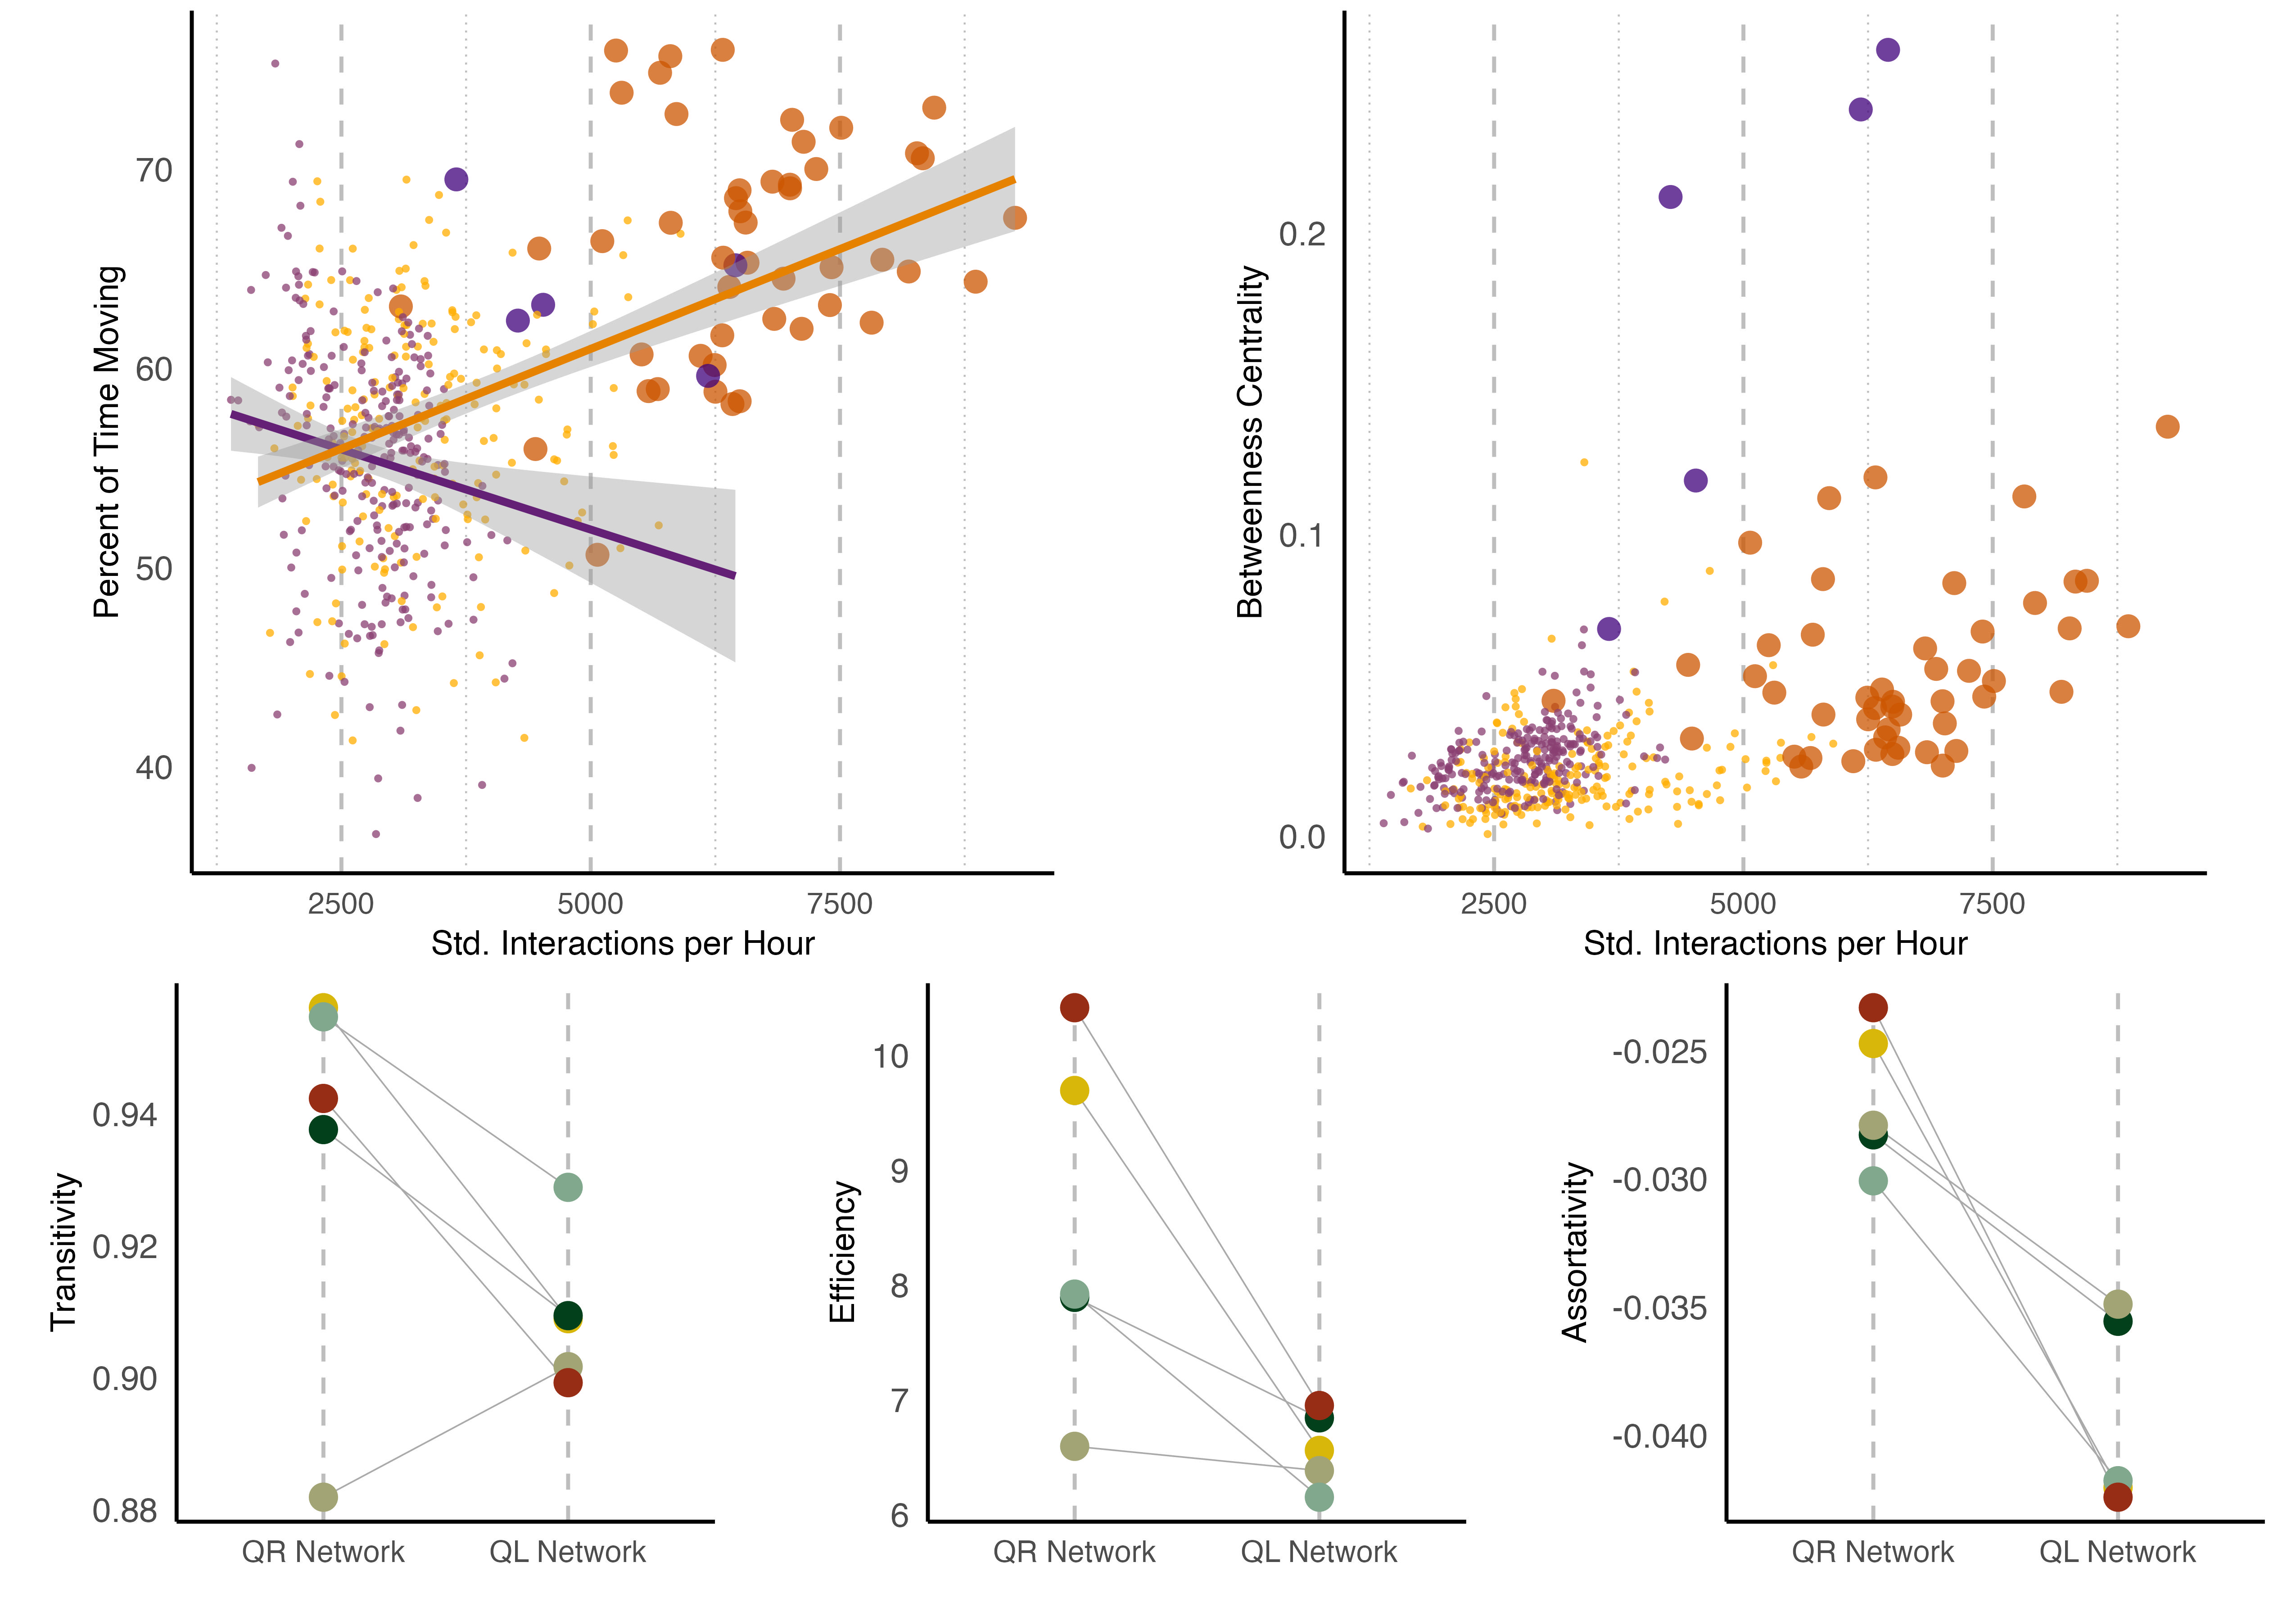 70
60
50
40
Percent of Time Moving
2500 5000 7500
Std. Interactions per Hour
0.2
0.1
0.0
Betweenness Centrality
2500 5000 7500
Std. Interactions per Hour
0.94
0.92
0.90
0.88
Transitivity
QR Network QL Network
10
9
8
7
6
Efficiency
QR Network QL Network
-0.025
-0.030
-0.035
-0.040
Assortativity
QR Network QL Network